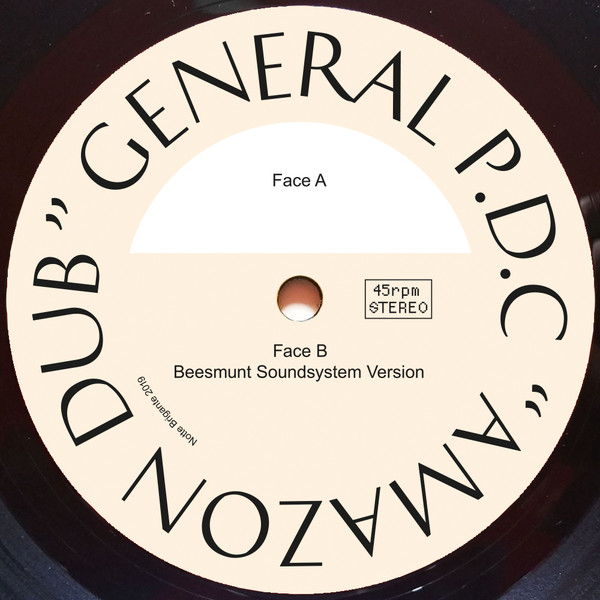 GENERAL P.D.C
“AMAZON DUB”
Face A
45rpm
STEREO
Face B
Beesmunt Soundsystem Version
Notte Brigante 2019